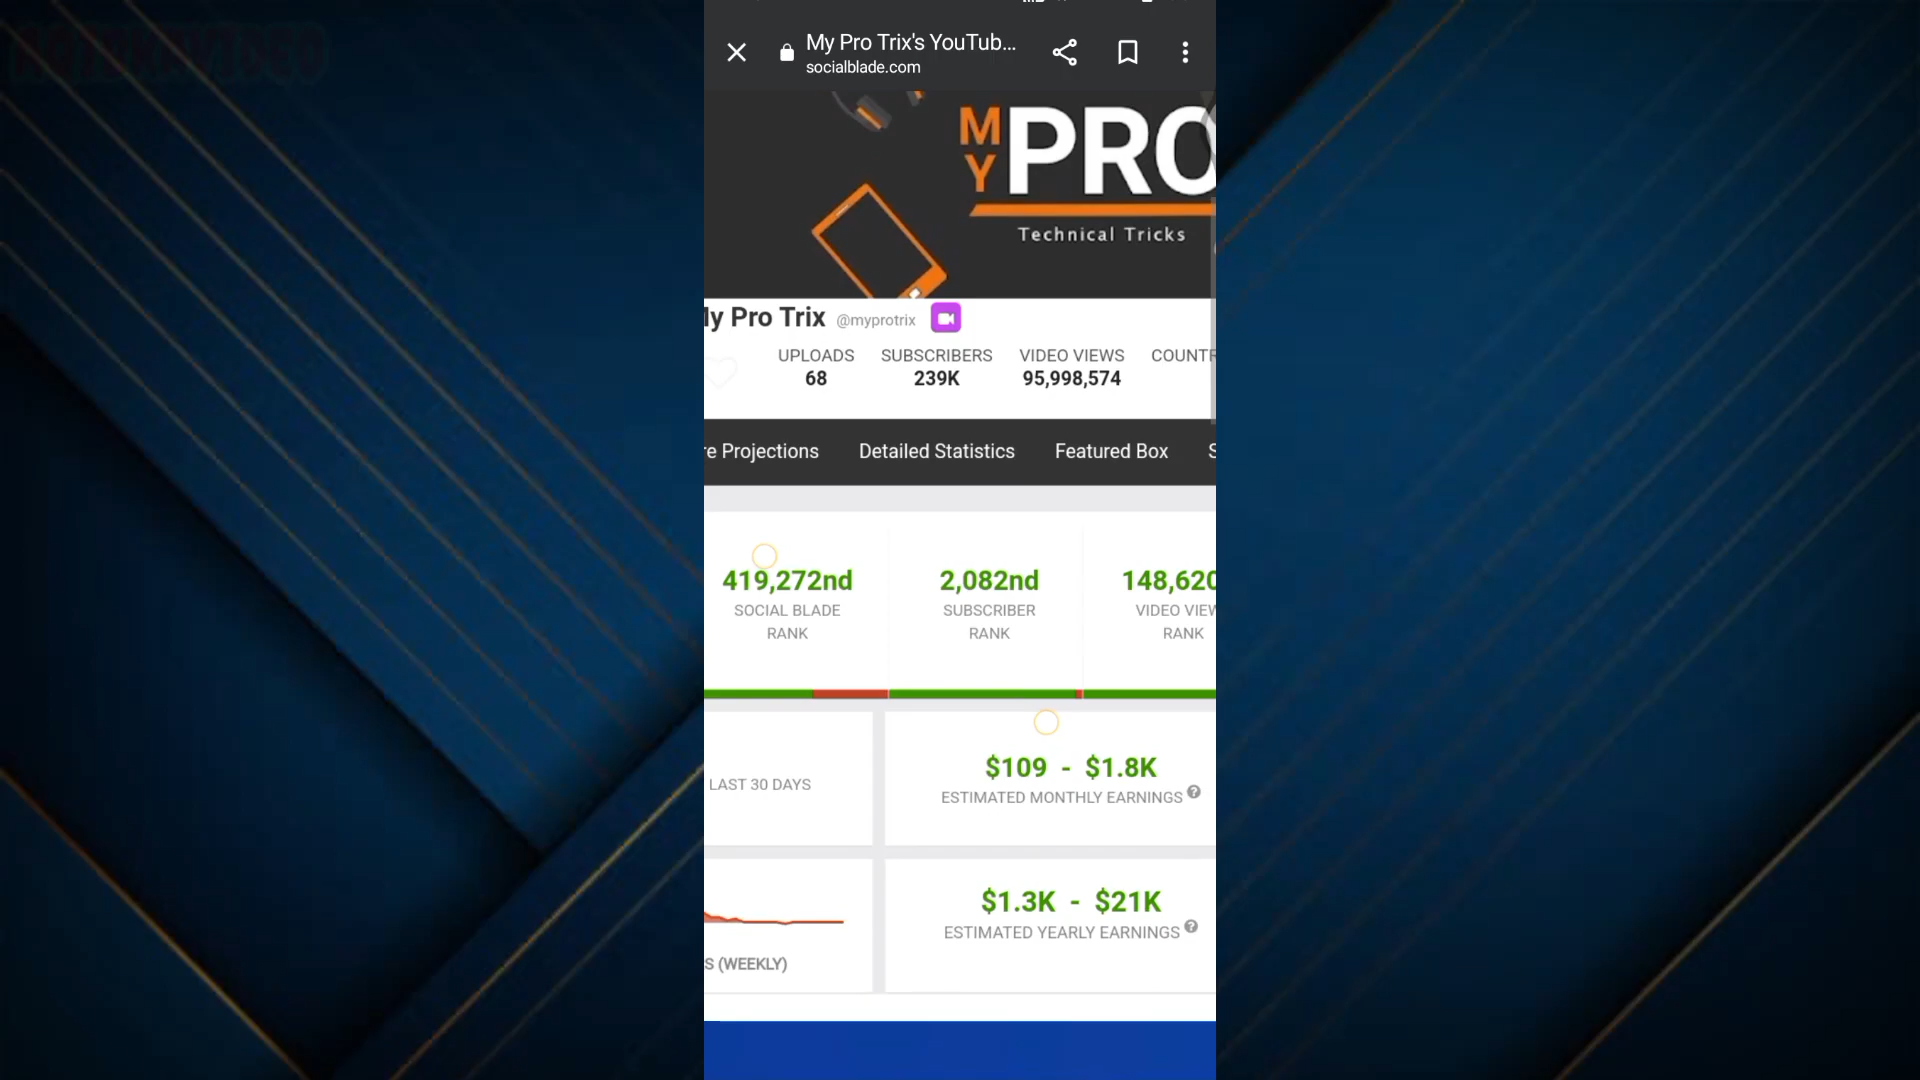 My Pro Trix's YouTub...
socialblade.com
MY PRO
Technical Tricks
My Pro Trix @myprotrix
UPLOADS SUBSCRIBERS VIDEO VIEWS COUNTR
68 239K 95,998,574
re Projections Detailed Statistics Featured Box S
419,272nd 2,082nd 148,620
SOCIAL BLADE RANK SUBSCRIBER RANK VIDEO VIEW RANK
$109 - $1.8K
LAST 30 DAYS ESTIMATED MONTHLY EARNINGS
$1.3K - $21K
ESTIMATED YEARLY EARNINGS
S (WEEKLY)